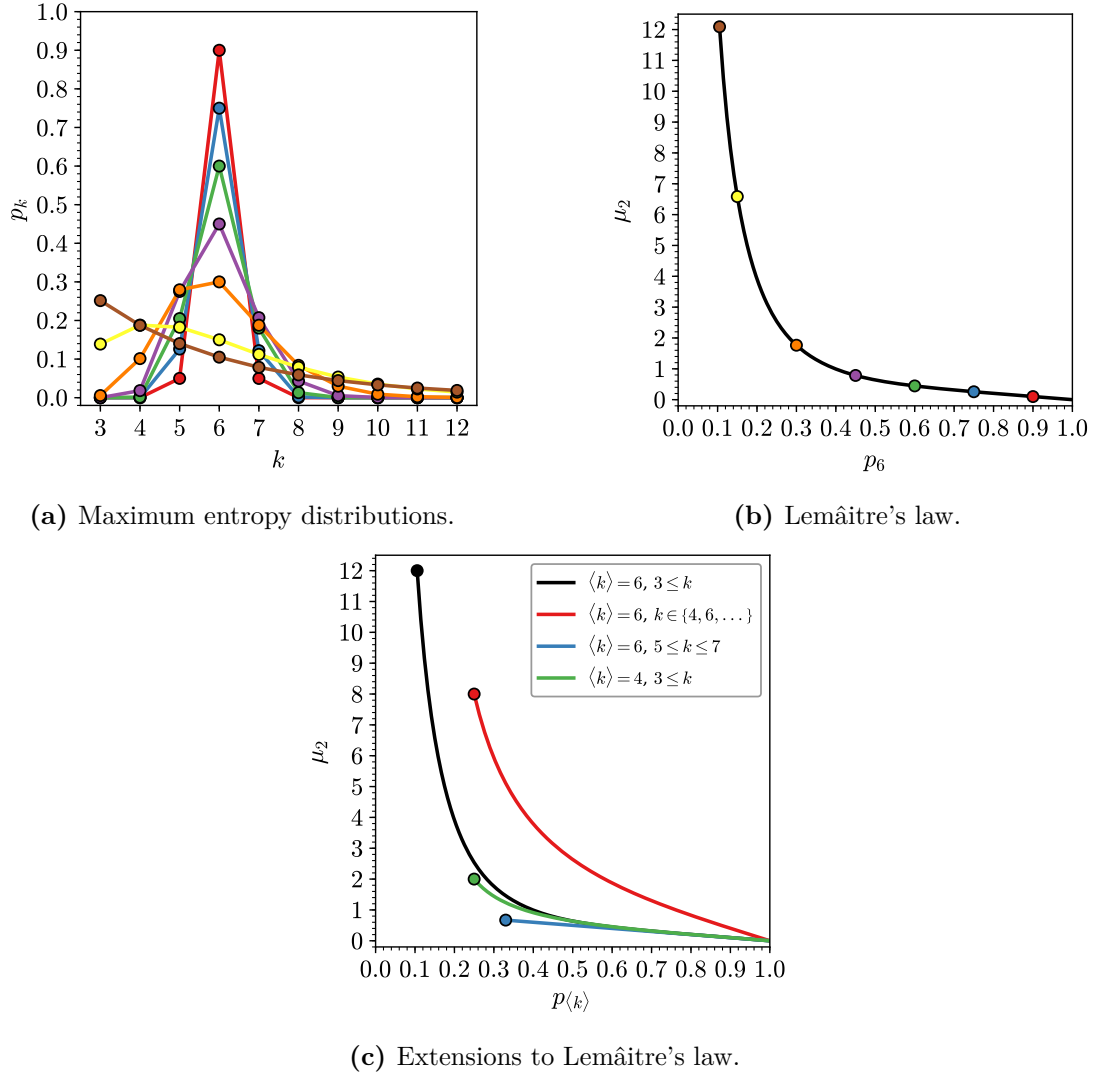 1.0
0.9
0.8
0.7
0.6
0.5
0.4
0.3
0.2
0.1
0.0
p_k
3 4 5 6 7 8 9 10 11 12
k
(a) Maximum entropy distributions.
12
11
10
9
8
7
6
5
4
3
2
1
0
μ_2
0.0 0.1 0.2 0.3 0.4 0.5 0.6 0.7 0.8 0.9 1.0
p_6
(b) Lemâitre's law.
12
11
10
9
8
7
6
5
4
3
2
1
0
μ_2
⟨k⟩ = 6, 3 ≤ k
⟨k⟩ = 6, k ∈ {4, 6, ...}
⟨k⟩ = 6, 5 ≤ k ≤ 7
⟨k⟩ = 4, 3 ≤ k
0.0 0.1 0.2 0.3 0.4 0.5 0.6 0.7 0.8 0.9 1.0
p_⟨k⟩
(c) Extensions to Lemâitre's law.